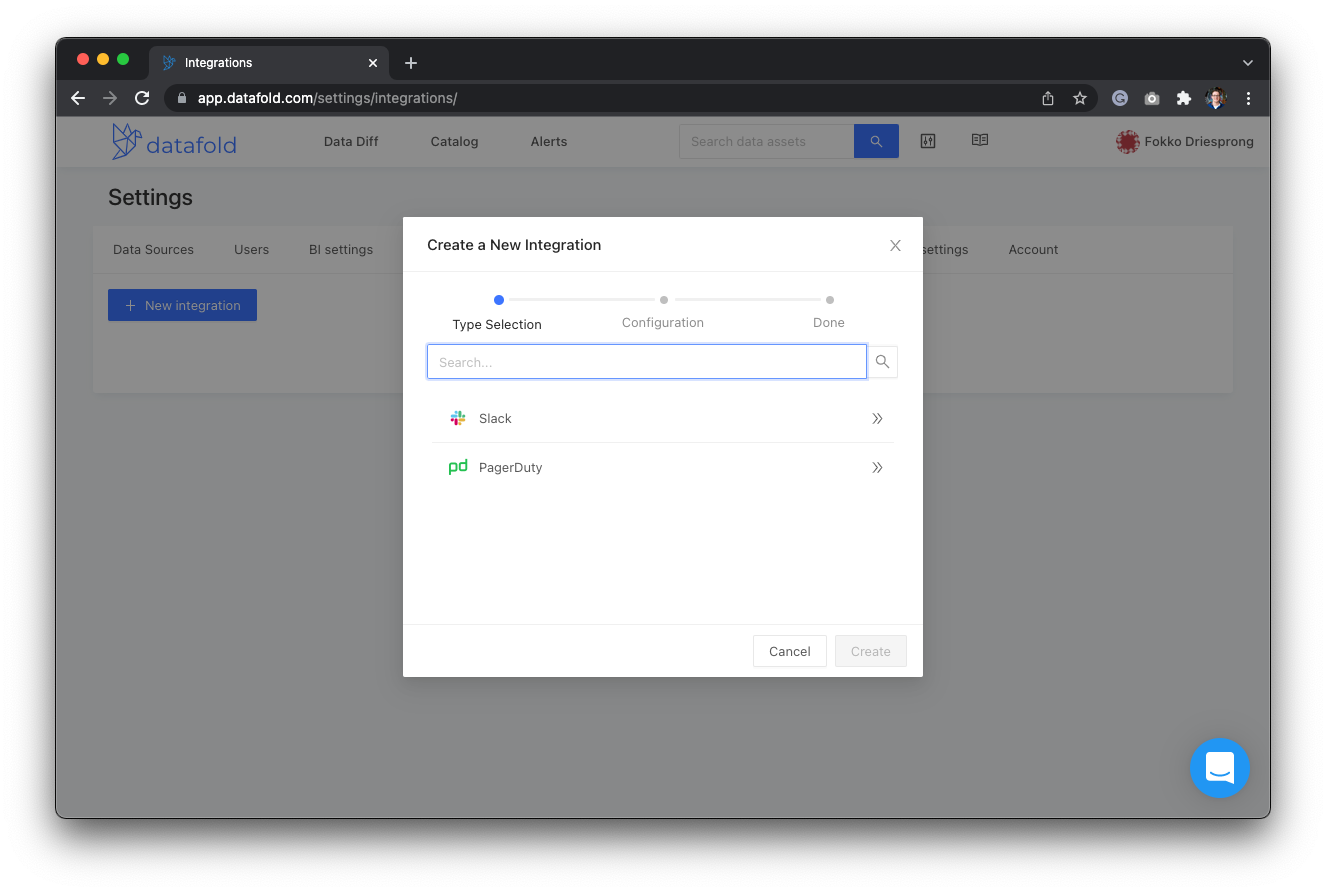 Integrations
app.datafold.com/settings/integrations/
datafold Data Diff Catalog Alerts Search data assets Fokko Driesprong
Settings
Data Sources Users BI settings settings Account
New integration
Create a New Integration
Type Selection Configuration Done
Search...
Slack
pd PagerDuty
Cancel Create